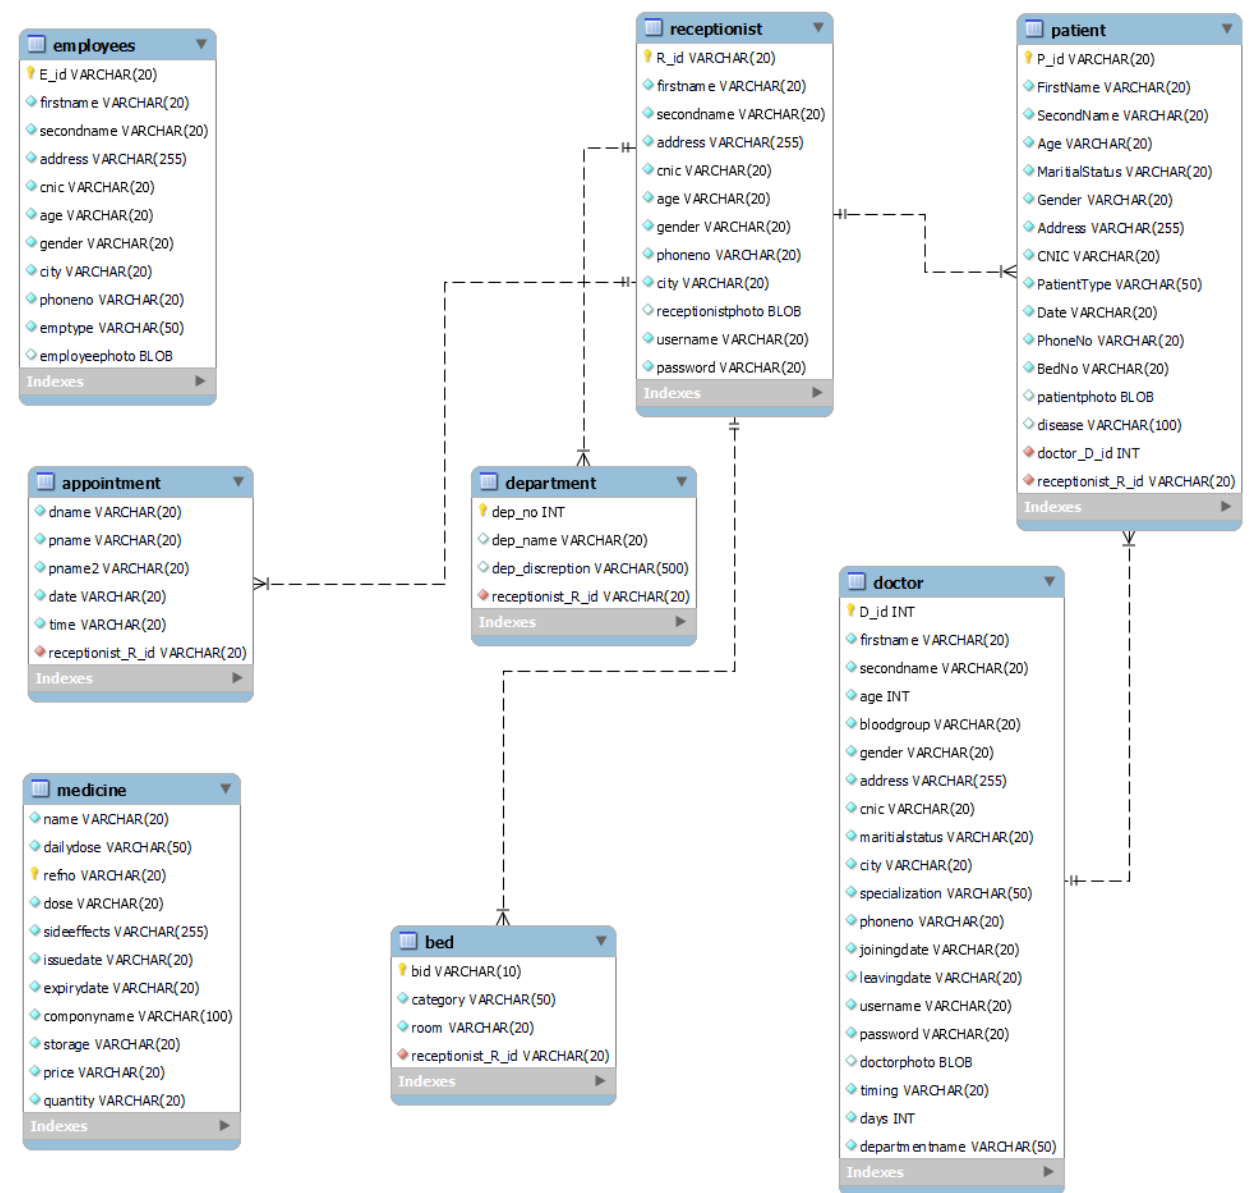 employees
E_id VARCHAR(20)
firstname VARCHAR(20)
secondname VARCHAR(20)
address VARCHAR(255)
cnic VARCHAR(20)
age VARCHAR(20)
gender VARCHAR(20)
city VARCHAR(20)
phoneno VARCHAR(20)
emptype VARCHAR(50)
employeephoto BLOB
Indexes
receptionist
R_id VARCHAR(20)
firstname VARCHAR(20)
secondname VARCHAR(20)
address VARCHAR(255)
cnic VARCHAR(20)
age VARCHAR(20)
gender VARCHAR(20)
phoneno VARCHAR(20)
city VARCHAR(20)
receptionistphoto BLOB
username VARCHAR(20)
password VARCHAR(20)
Indexes
patient
P_id VARCHAR(20)
FirstName VARCHAR(20)
SecondName VARCHAR(20)
Age VARCHAR(20)
MaritialStatus VARCHAR(20)
Gender VARCHAR(20)
Address VARCHAR(255)
CNIC VARCHAR(20)
PatientType VARCHAR(50)
Date VARCHAR(20)
PhoneNo VARCHAR(20)
BedNo VARCHAR(20)
patientphoto BLOB
disease VARCHAR(100)
doctor_D_id INT
receptionist_R_id VARCHAR(20)
Indexes
appointment
dname VARCHAR(20)
pname VARCHAR(20)
pname2 VARCHAR(20)
date VARCHAR(20)
time VARCHAR(20)
receptionist_R_id VARCHAR(20)
Indexes
department
dep_no INT
dep_name VARCHAR(20)
dep_discreption VARCHAR(500)
receptionist_R_id VARCHAR(20)
Indexes
doctor
D_id INT
firstname VARCHAR(20)
secondname VARCHAR(20)
age INT
bloodgroup VARCHAR(20)
gender VARCHAR(20)
address VARCHAR(255)
cnic VARCHAR(20)
maritialstatus VARCHAR(20)
city VARCHAR(20)
specialization VARCHAR(50)
phoneno VARCHAR(20)
joiningdate VARCHAR(20)
leavingdate VARCHAR(20)
username VARCHAR(20)
password VARCHAR(20)
doctorphoto BLOB
timing VARCHAR(20)
days INT
departmentname VARCHAR(50)
Indexes
medicine
name VARCHAR(20)
dailydose VARCHAR(50)
refno VARCHAR(20)
dose VARCHAR(20)
sideeffects VARCHAR(255)
issuedate VARCHAR(20)
expirydate VARCHAR(20)
componyname VARCHAR(100)
storage VARCHAR(20)
price VARCHAR(20)
quantity VARCHAR(20)
Indexes
bed
bid VARCHAR(10)
category VARCHAR(50)
room VARCHAR(20)
receptionist_R_id VARCHAR(20)
Indexes